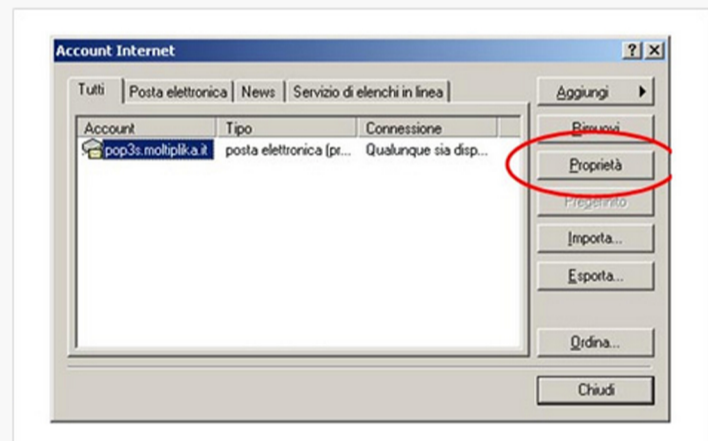 Account Internet
Tutti Posta elettronica News Servizio di elenchi in linea
Aggiungi
Account Tipo Connessione
Rimuovi
pop3s.moltiplika.it posta elettronica (pr... Qualunque sia disp...
Proprietà
Predefinito
Importa...
Esporta...
Ordina...
Chiudi